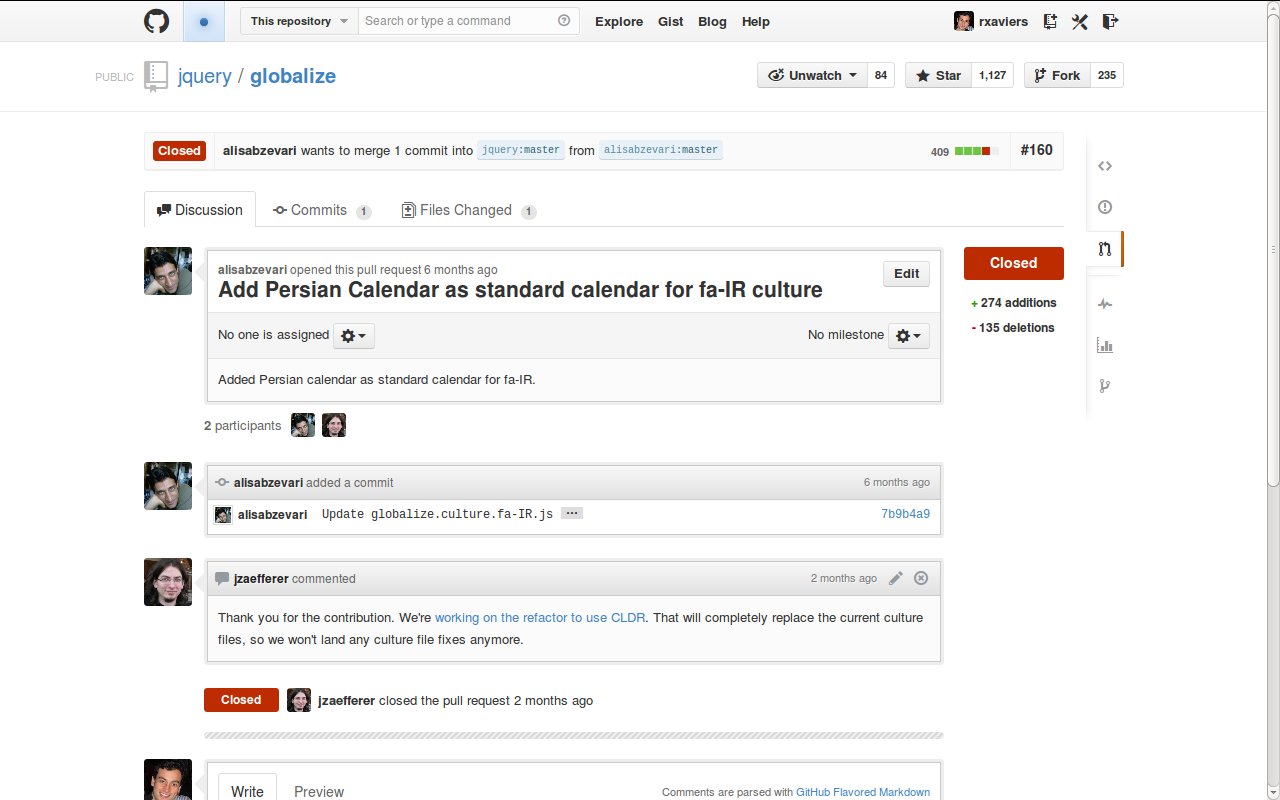 This repository Search or type a command Explore Gist Blog Help rxaviers
PUBLIC jquery / globalize Unwatch 84 Star 1,127 Fork 235
Closed alisabzevari wants to merge 1 commit into jquery:master from alisabzevari:master 409 #160
Discussion Commits 1 Files Changed 1
alisabzevari opened this pull request 6 months ago
Add Persian Calendar as standard calendar for fa-IR culture
Edit
Closed
+ 274 additions
- 135 deletions
No one is assigned No milestone
Added Persian calendar as standard calendar for fa-IR.
2 participants
alisabzevari added a commit 6 months ago
alisabzevari Update globalize.culture.fa-IR.js ··· 7b9b4a9
jzaefferer commented 2 months ago
Thank you for the contribution. We're working on the refactor to use CLDR. That will completely replace the current culture
files, so we won't land any culture file fixes anymore.
Closed jzaefferer closed the pull request 2 months ago
Write Preview Comments are parsed with GitHub Flavored Markdown